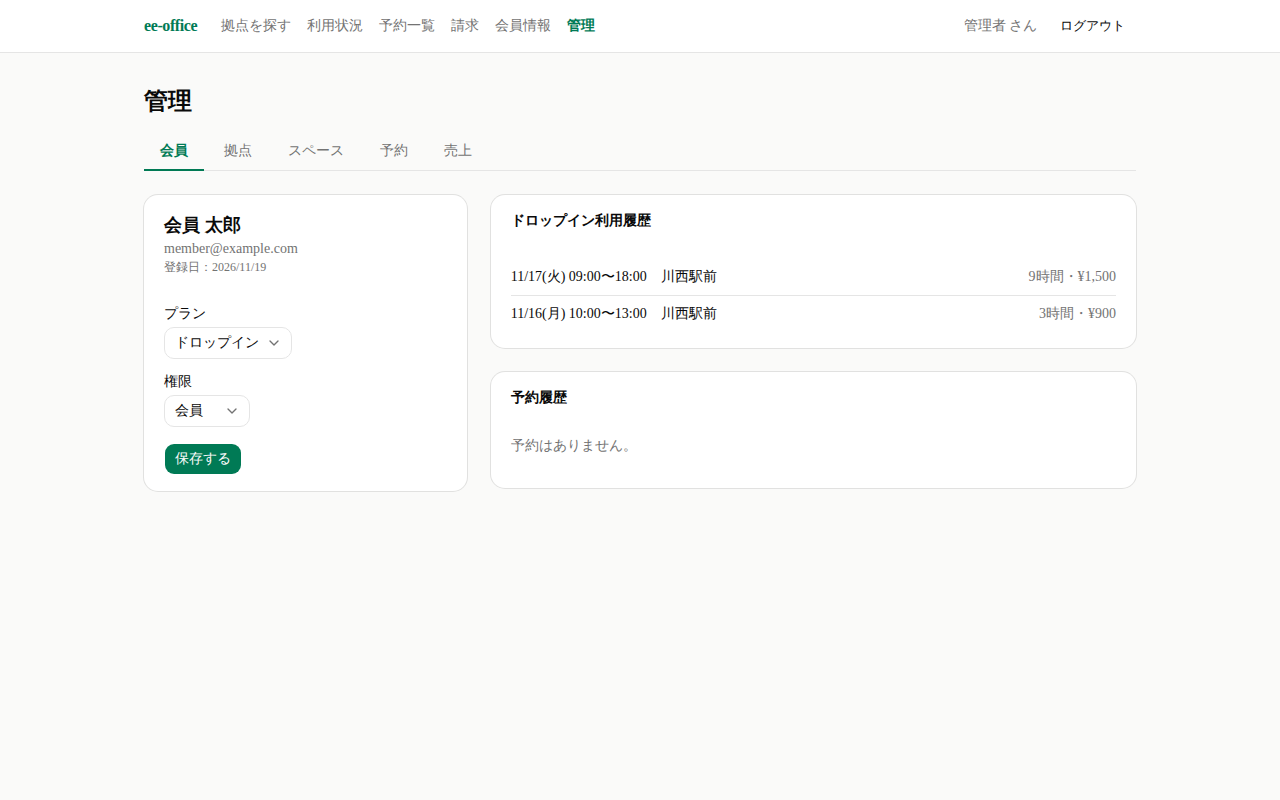 ee-office 拠点を探す 利用状況 予約一覧 請求 会員情報 管理 管理者 さん ログアウト
管理
会員 拠点 スペース 予約 売上
会員 太郎
member@example.com
登録日：2026/11/19
プラン
ドロップイン
権限
会員
保存する
ドロップイン利用履歴
11/17(火) 09:00〜18:00 川西駅前 9時間・¥1,500
11/16(月) 10:00〜13:00 川西駅前 3時間・¥900
予約履歴
予約はありません。